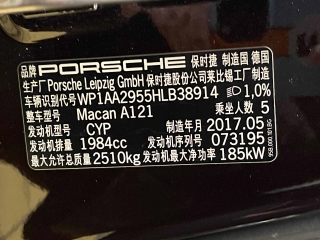 品牌 PORSCHE 保时捷 制造国 德国
生产厂 Porsche Leipzig GmbH 保时捷股份公司莱比锡工厂制造
车辆识别代号 WP1AA2955HLB38914 1,0%
整车型号 Macan A121 乘坐人数 5
发动机型号 CYP 制造年月 2017.05
发动机排量 1984cc 发动机号 073195
最大允许总质量 2510kg 发动机最大净功率 185kW